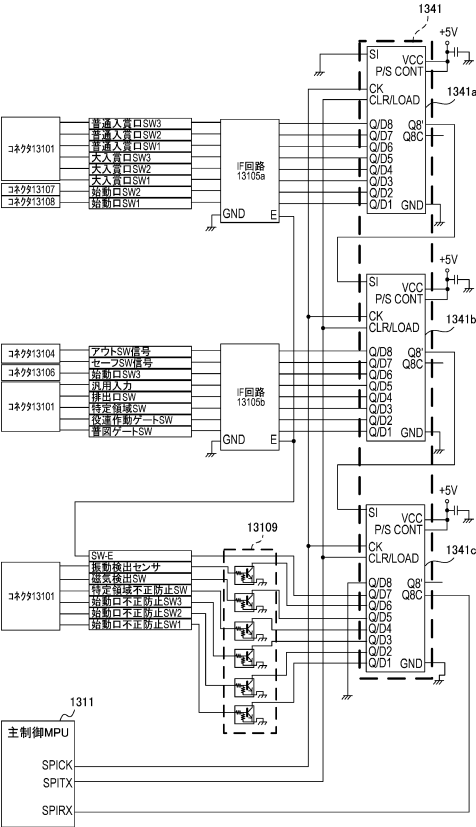 1341
+5V
SI
VCC
P/S CONT
CK
CLR/LOAD
1341a
コネクタ13101
普通入賞口SW3
普通入賞口SW2
普通入賞口SW1
大入賞口SW3
大入賞口SW2
大入賞口SW1
コネクタ13107
始動口SW2
コネクタ13108
始動口SW1
IF回路
13105a
GND
E
Q/D8
Q/D7
Q/D6
Q/D5
Q/D4
Q/D3
Q/D2
Q/D1
Q8'
Q8C
GND
+5V
SI
VCC
P/S CONT
CK
CLR/LOAD
1341b
コネクタ13104
アウトSW信号
セーフSW信号
コネクタ13106
始動口SW3
コネクタ13101
汎用入力
排出口SW
特定領域SW
役連作動ゲートSW
普図ゲートSW
IF回路
13105b
GND
E
Q/D8
Q/D7
Q/D6
Q/D5
Q/D4
Q/D3
Q/D2
Q/D1
Q8'
Q8C
GND
+5V
SI
VCC
P/S CONT
CK
CLR/LOAD
1341c
13109
コネクタ13101
SW-E
振動検出センサ
磁気検出SW
特定領域不正防止SW
始動口不正防止SW3
始動口不正防止SW2
始動口不正防止SW1
Q/D8
Q/D7
Q/D6
Q/D5
Q/D4
Q/D3
Q/D2
Q/D1
Q8'
Q8C
GND
1311
主制御MPU
SPICK
SPITX
SPIRX